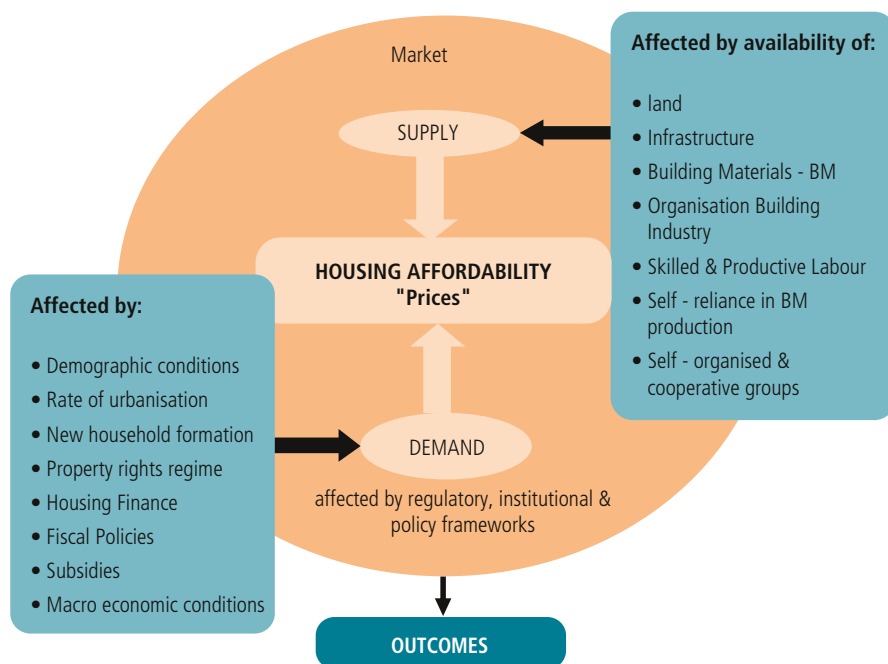 Market
SUPPLY
HOUSING AFFORDABILITY
"Prices"
DEMAND
affected by regulatory, institutional &
policy frameworks
Affected by availability of:
• land
• Infrastructure
• Building Materials - BM
• Organisation Building
Industry
• Skilled & Productive Labour
• Self - reliance in BM
production
• Self - organised &
cooperative groups
Affected by:
• Demographic conditions
• Rate of urbanisation
• New household formation
• Property rights regime
• Housing Finance
• Fiscal Policies
• Subsidies
• Macro economic conditions
OUTCOMES